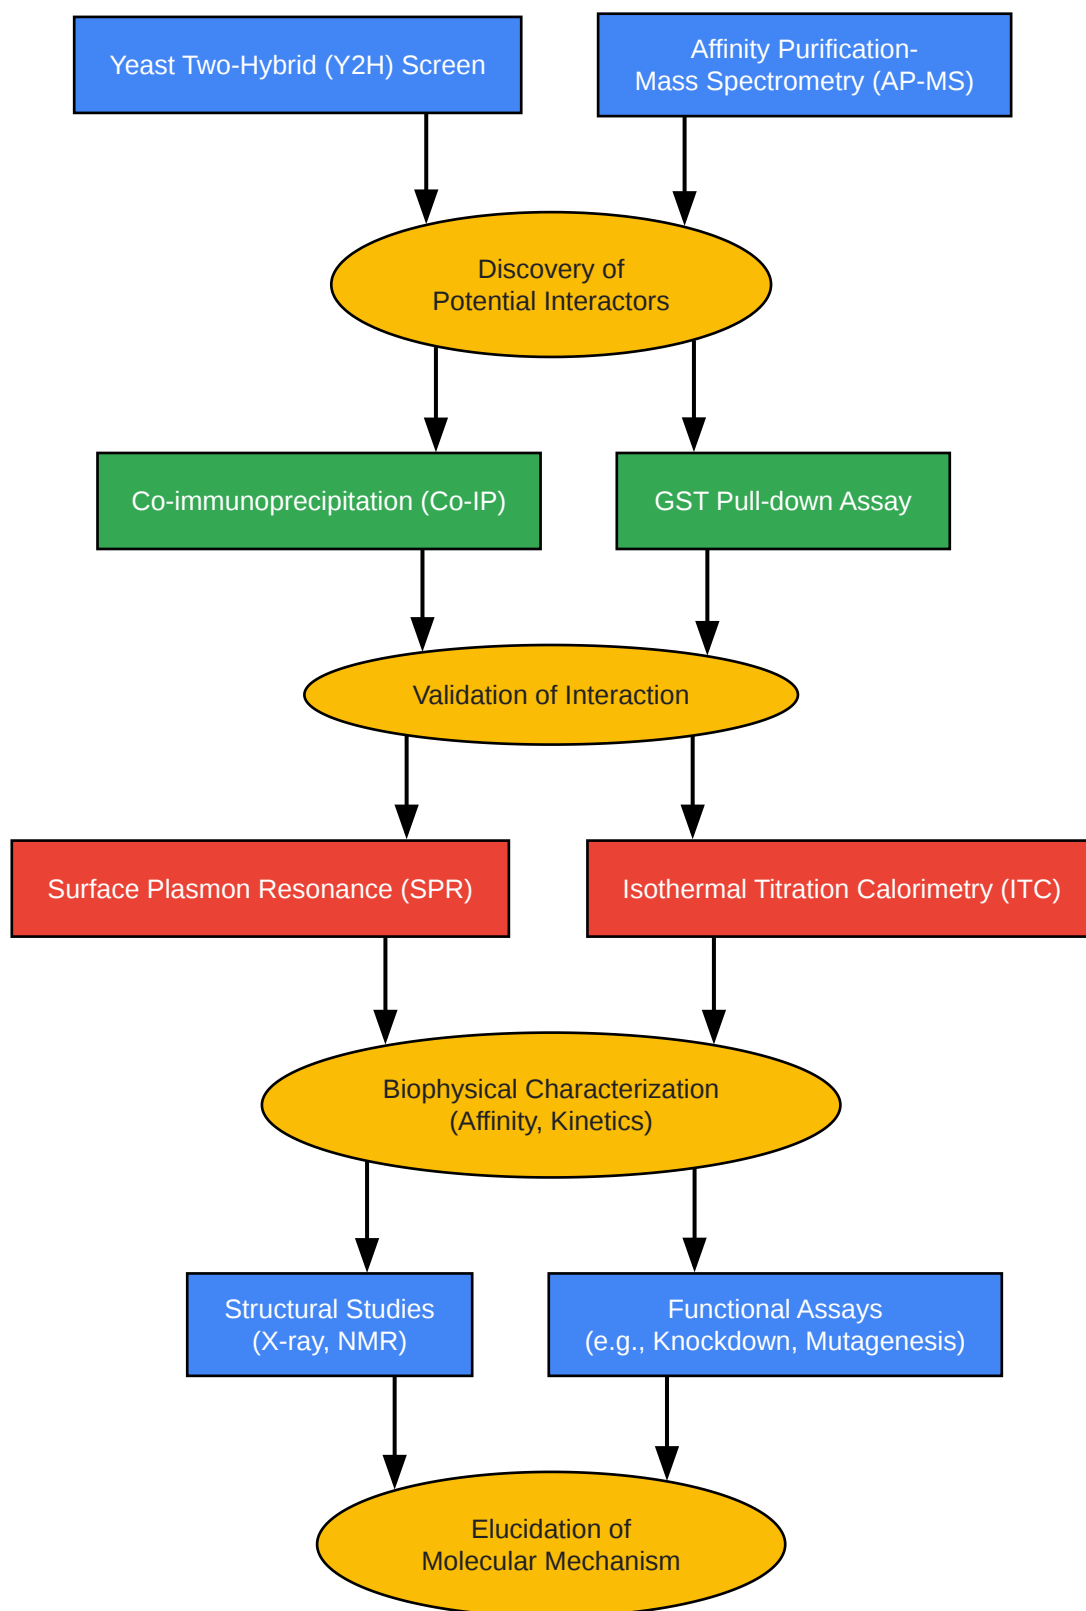 Yeast Two-Hybrid (Y2H) Screen
Affinity Purification-
Mass Spectrometry (AP-MS)
Discovery of
Potential Interactors
Co-immunoprecipitation (Co-IP)
GST Pull-down Assay
Validation of Interaction
Surface Plasmon Resonance (SPR)
Isothermal Titration Calorimetry (ITC)
Biophysical Characterization
(Affinity, Kinetics)
Structural Studies
(X-ray, NMR)
Functional Assays
(e.g., Knockdown, Mutagenesis)
Elucidation of
Molecular Mechanism